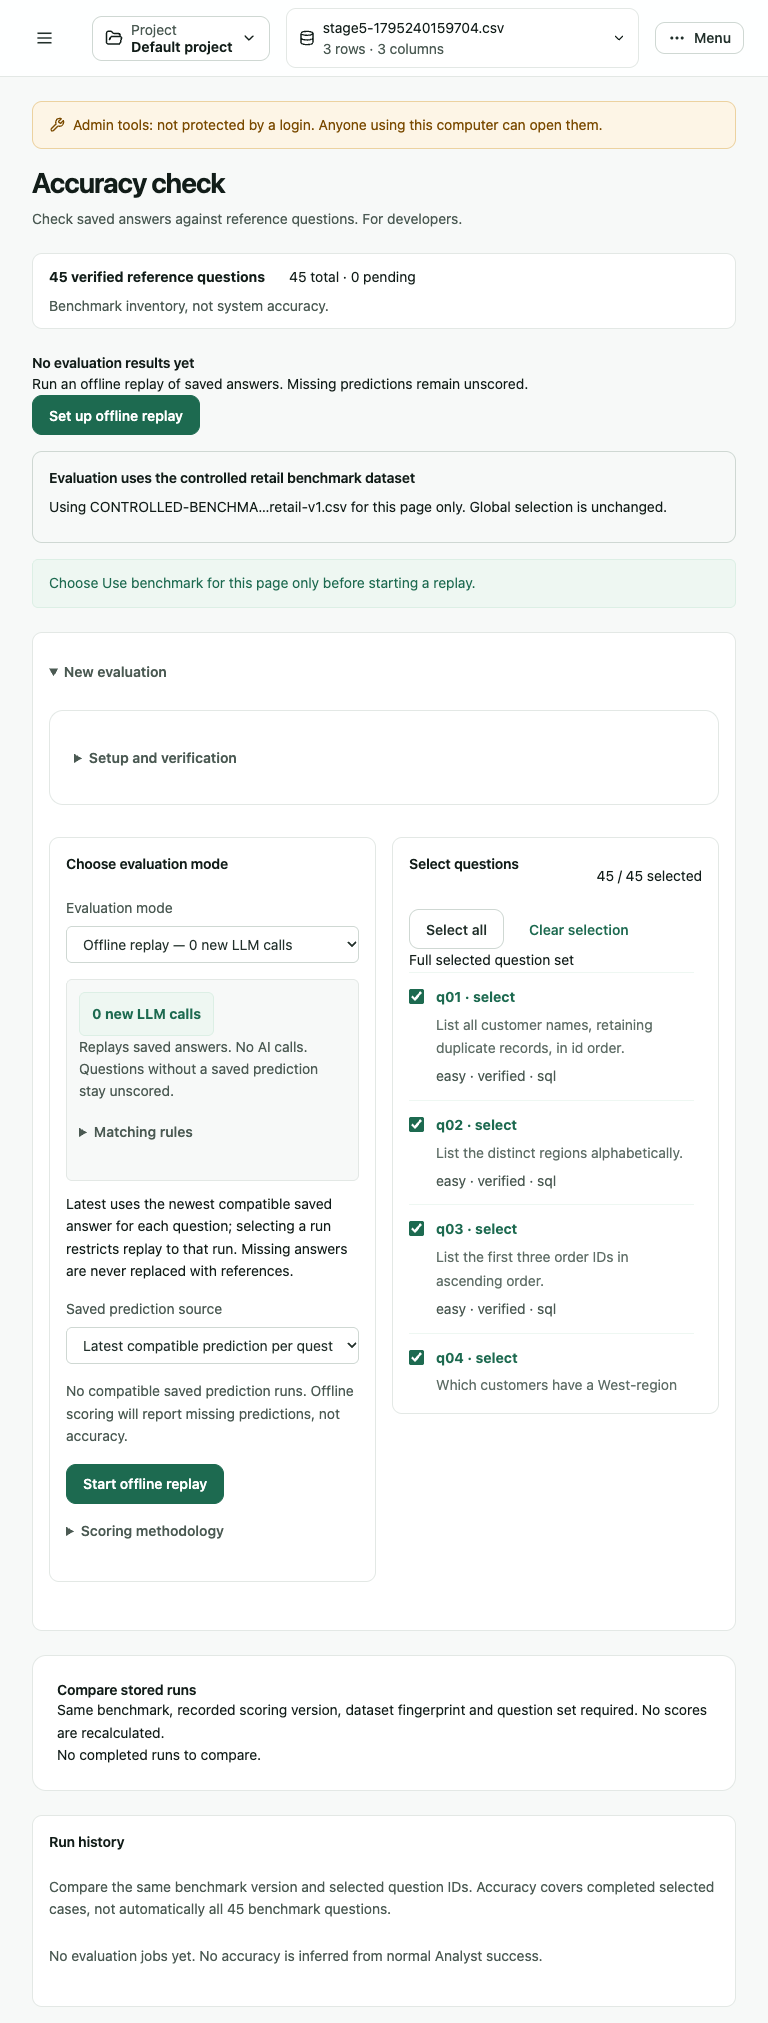 Project
Default project
stage5-1795240159704.csv
3 rows · 3 columns
Menu
Admin tools: not protected by a login. Anyone using this computer can open them.
Accuracy check
Check saved answers against reference questions. For developers.
45 verified reference questions 45 total · 0 pending
Benchmark inventory, not system accuracy.
No evaluation results yet
Run an offline replay of saved answers. Missing predictions remain unscored.
Set up offline replay
Evaluation uses the controlled retail benchmark dataset
Using CONTROLLED-BENCHMA...retail-v1.csv for this page only. Global selection is unchanged.
Choose Use benchmark for this page only before starting a replay.
New evaluation
Setup and verification
Choose evaluation mode
Evaluation mode
Offline replay — 0 new LLM calls
0 new LLM calls
Replays saved answers. No AI calls.
Questions without a saved prediction
stay unscored.
Matching rules
Latest uses the newest compatible saved
answer for each question; selecting a run
restricts replay to that run. Missing answers
are never replaced with references.
Saved prediction source
Latest compatible prediction per quest
No compatible saved prediction runs. Offline
scoring will report missing predictions, not
accuracy.
Start offline replay
Scoring methodology
Select questions
45 / 45 selected
Select all
Clear selection
Full selected question set
q01 · select
List all customer names, retaining
duplicate records, in id order.
easy · verified · sql
q02 · select
List the distinct regions alphabetically.
easy · verified · sql
q03 · select
List the first three order IDs in
ascending order.
easy · verified · sql
q04 · select
Which customers have a West-region
Compare stored runs
Same benchmark, recorded scoring version, dataset fingerprint and question set required. No scores
are recalculated.
No completed runs to compare.
Run history
Compare the same benchmark version and selected question IDs. Accuracy covers completed selected
cases, not automatically all 45 benchmark questions.
No evaluation jobs yet. No accuracy is inferred from normal Analyst success.